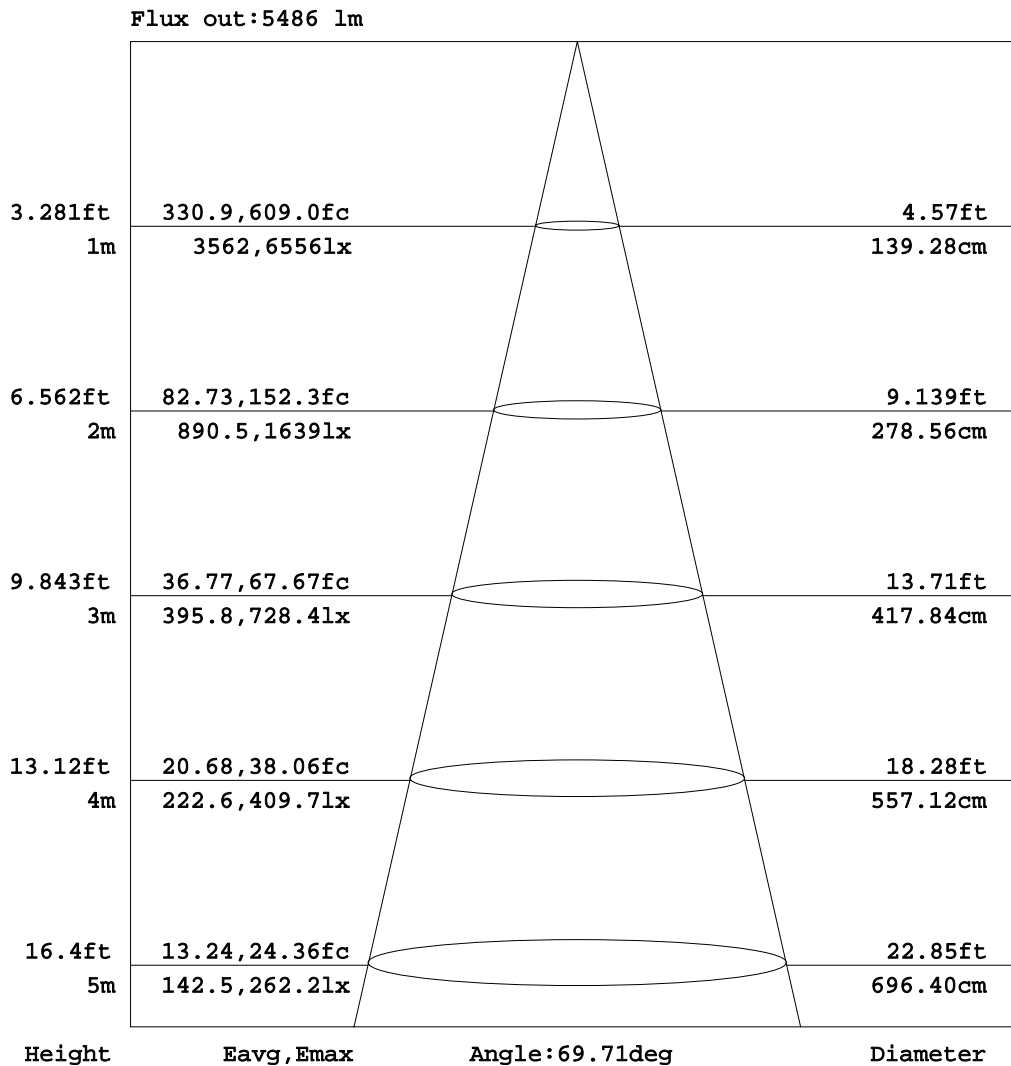 Flux out:5486 lm
3.281ft 330.9,609.0fc 4.57ft
1m 3562,6556lx 139.28cm
6.562ft 82.73,152.3fc 9.139ft
2m 890.5,1639lx 278.56cm
9.843ft 36.77,67.67fc 13.71ft
3m 395.8,728.4lx 417.84cm
13.12ft 20.68,38.06fc 18.28ft
4m 222.6,409.7lx 557.12cm
16.4ft 13.24,24.36fc 22.85ft
5m 142.5,262.2lx 696.40cm
Height Eavg,Emax Angle:69.71deg Diameter